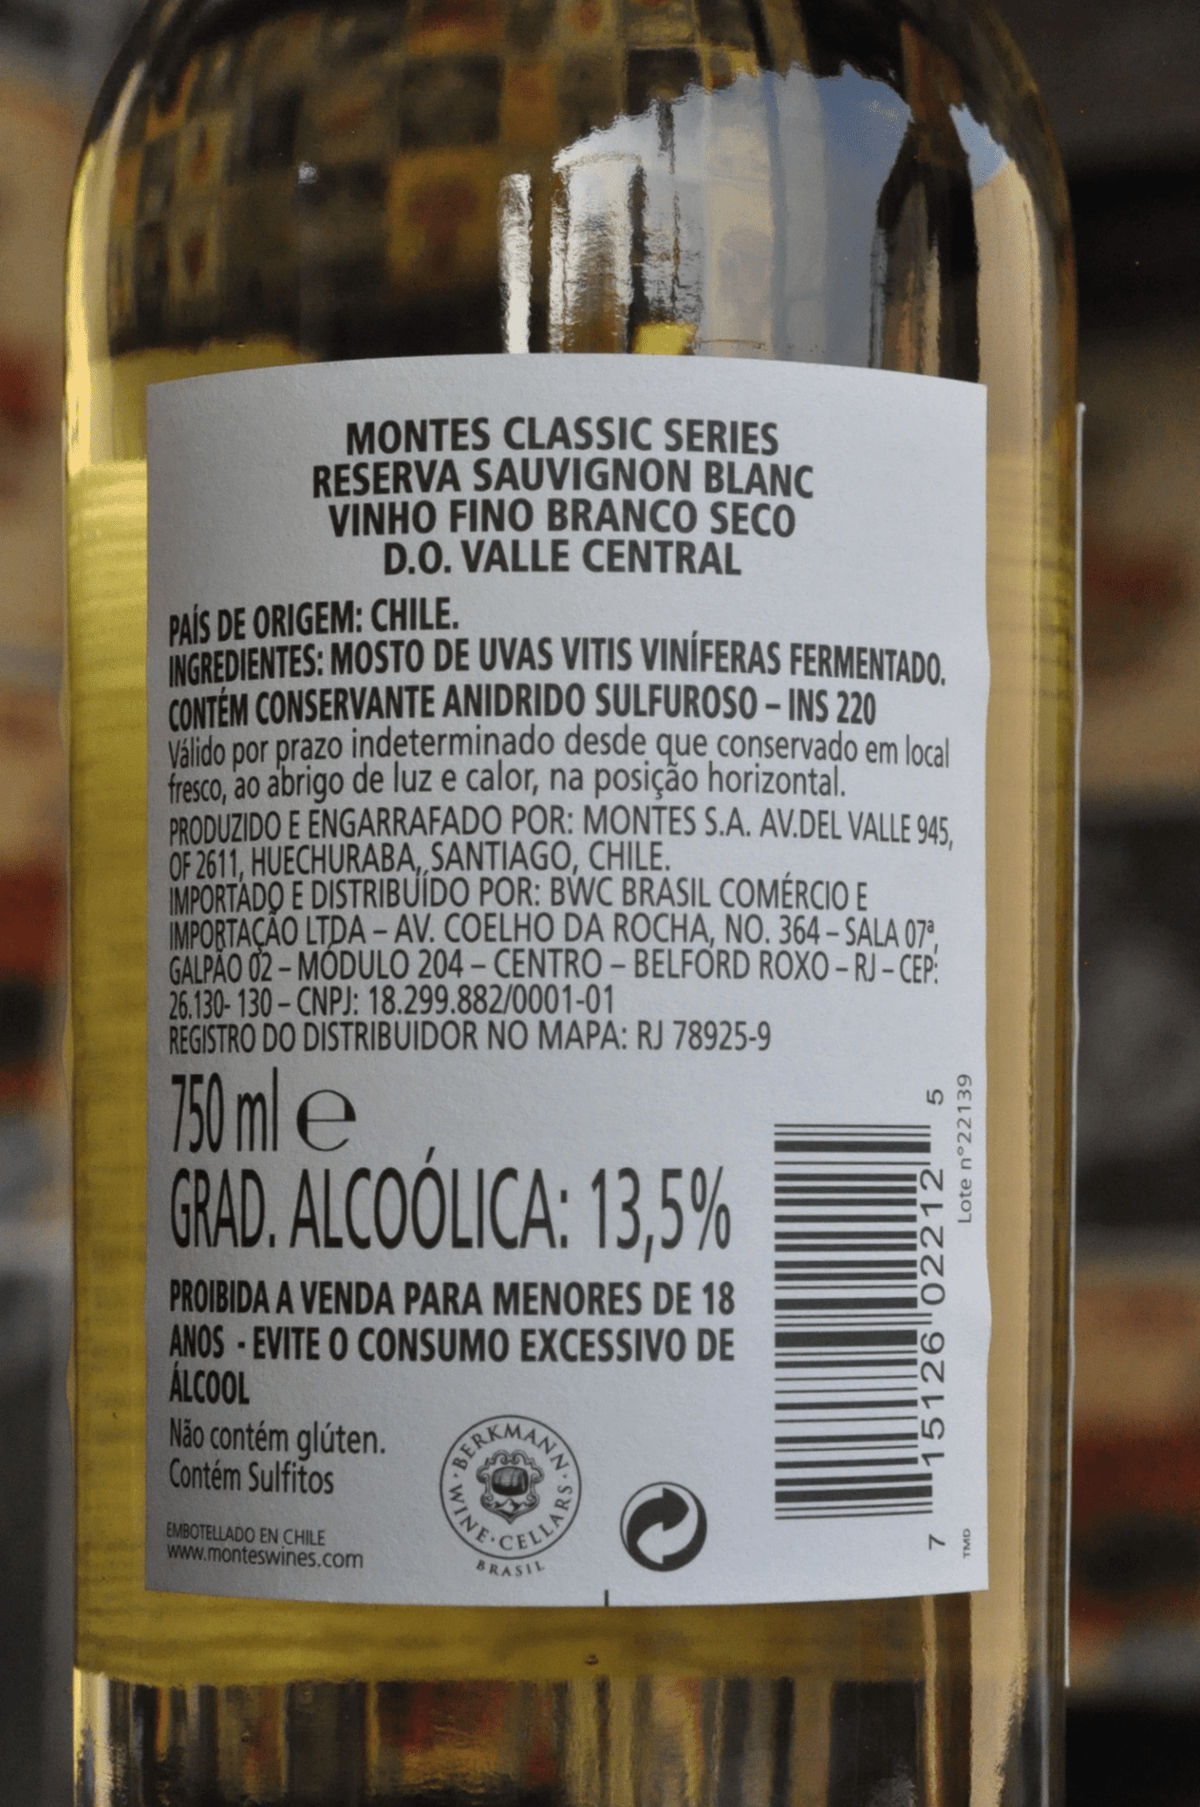 MONTES CLASSIC SERIES
RESERVA SAUVIGNON BLANC
VINHO FINO BRANCO SECO
D.O. VALLE CENTRAL
PAÍS DE ORIGEM: CHILE.
INGREDIENTES: MOSTO DE UVAS VITIS VINÍFERAS FERMENTADO.
CONTÉM CONSERVANTE ANIDRIDO SULFUROSO – INS 220
Válido por prazo indeterminado desde que conservado em local
fresco, ao abrigo de luz e calor, na posição horizontal.
PRODUZIDO E ENGARRAFADO POR: MONTES S.A. AV.DEL VALLE 945,
OF 2611, HUECHURABA,, SANTIAGO, CHILE.
IMPORTADO E DISTRIBUÍDO POR: BWC BRASIL COMÉRCIO E
IMPORTAÇÃO LTDA – AV. COELHO DA ROCHA, NO. 364 – SALA 07ª,
GALPÃO 02 – MÓDULO 204 – CENTRO – BELFORD ROXO – RJ – CEP:
26.130- 130 – CNPJ: 18.299.882/0001-01
REGISTRO DO DISTRIBUIDOR NO MAPA: RJ 78925-9
750 ml e
GRAD. ALCOÓLICA: 13,5%
PROIBIDA A VENDA PARA MENORES DE 18
ANOS - EVITE O CONSUMO EXCESSIVO DE
ÁLCOOL
Não contém glúten.
Contém Sulfitos
EMBOTELLADO EN CHILE
www.monteswines.com
BERKMANN
WINE · CELLARS
BRASIL
7 15126 02212 5
Lote n°22139
TMD